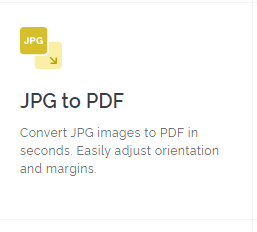 JPG
JPG to PDF
Convert JPG images to PDF in
seconds. Easily adjust orientation
and margins.